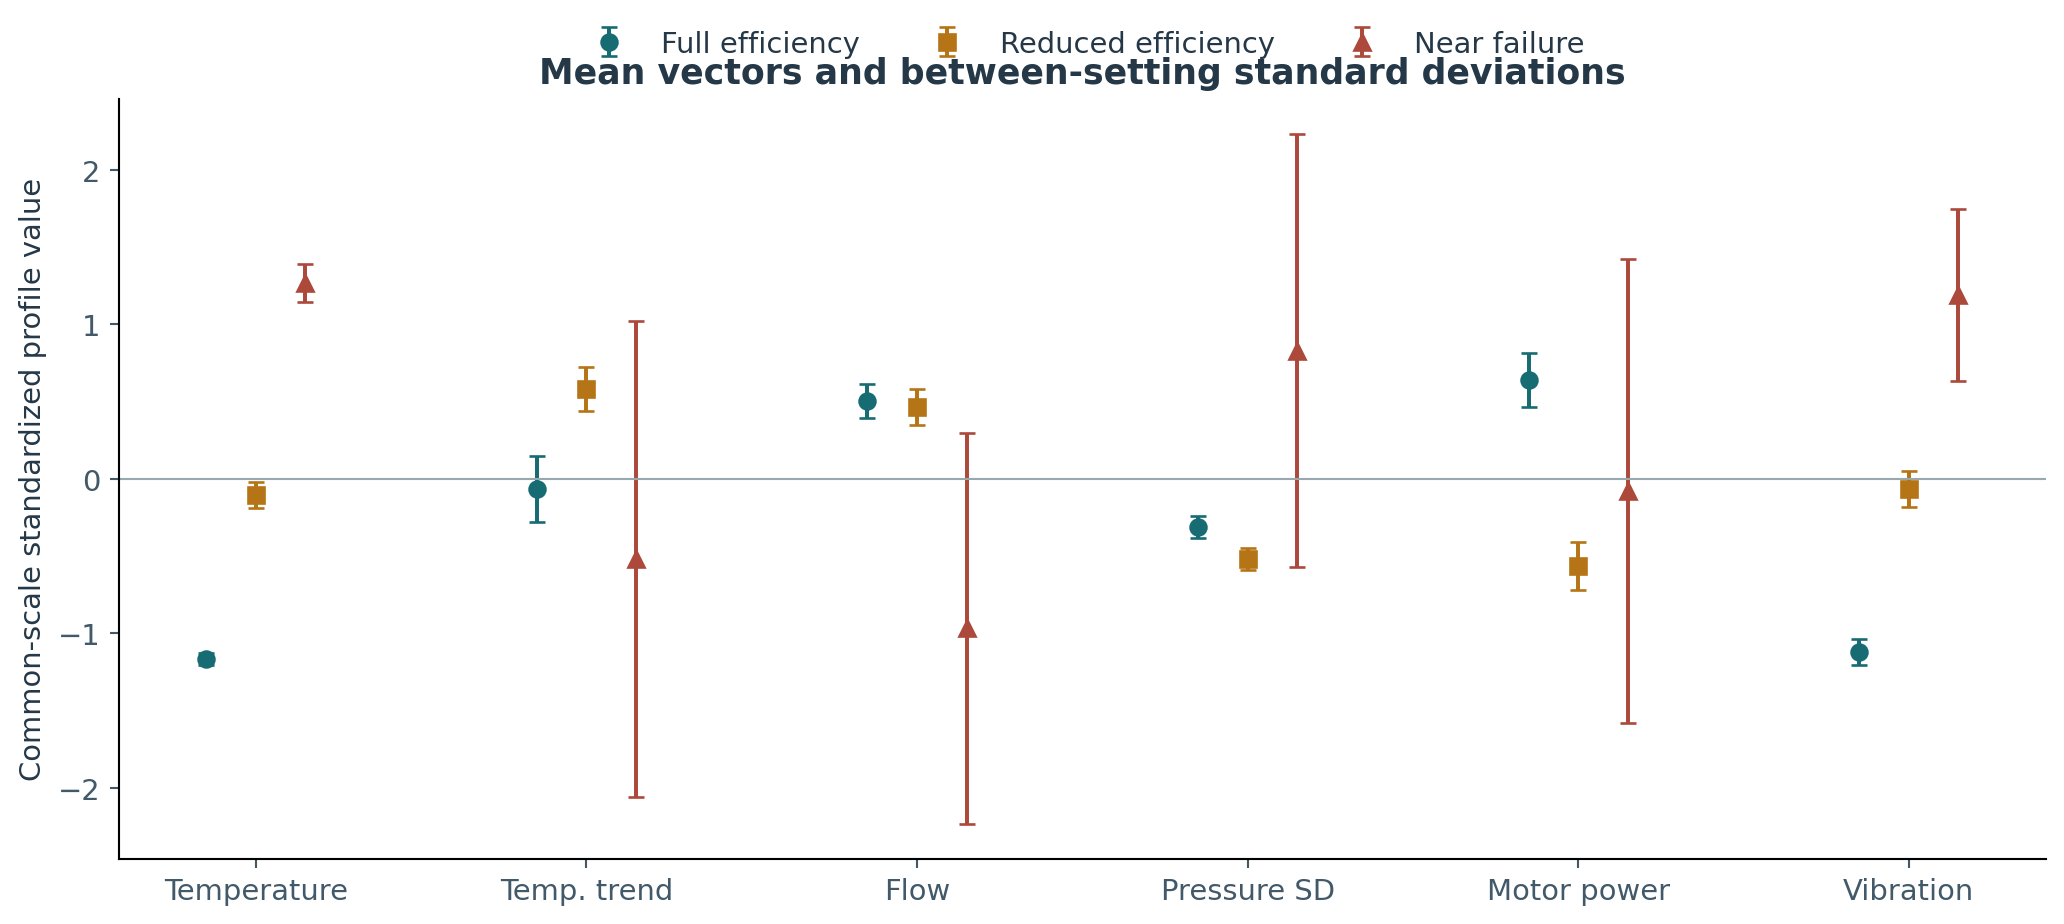 Full efficiency Reduced efficiency Near failure
Mean vectors and between-setting standard deviations
Common-scale standardized profile value
2
1
0
−1
−2
Temperature Temp. trend Flow Pressure SD Motor power Vibration